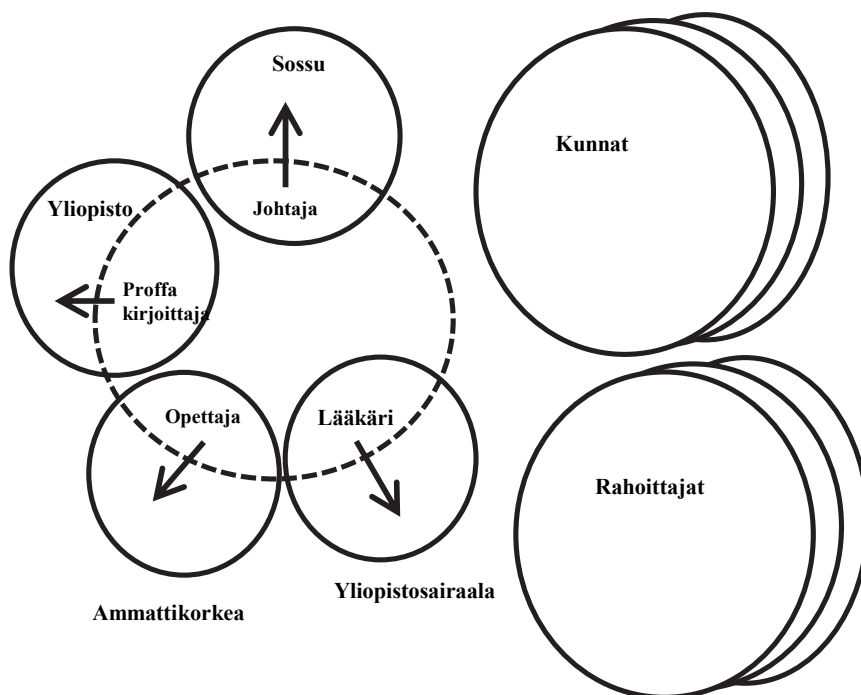 Sossu
Kunnat
Yliopisto
Johtaja
Proffa
kirjoittaja
Opettaja
Lääkäri
Rahoittajat
Yliopistosairaala
Ammattikorkea